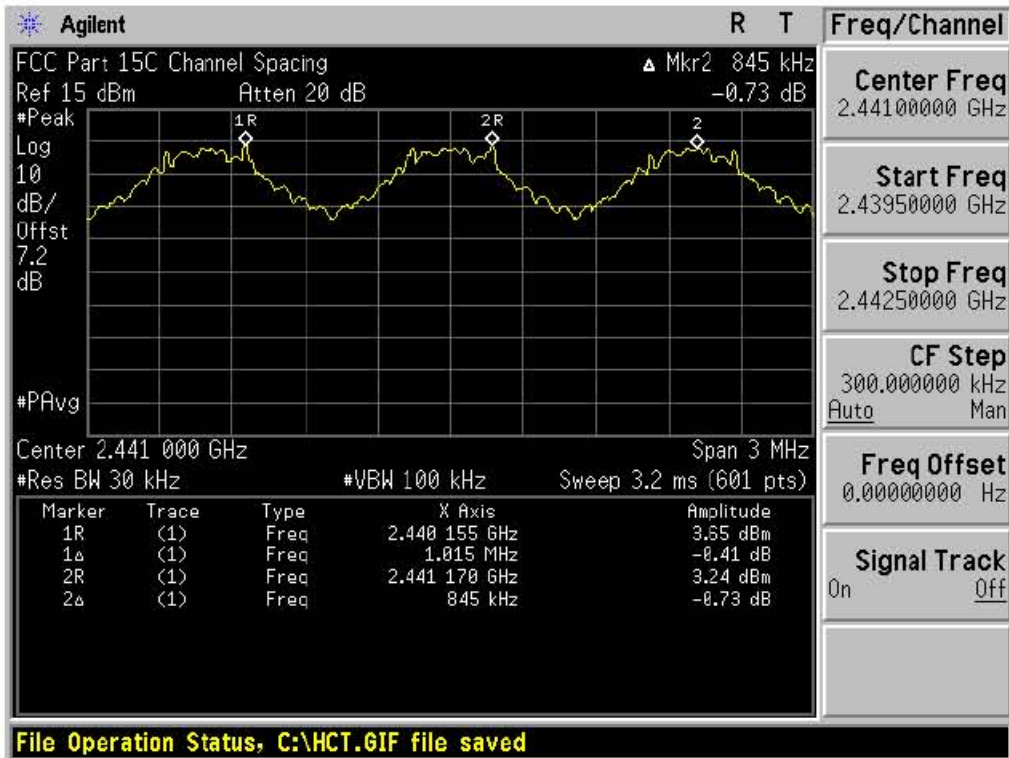 Agilent R T
FCC Part 15C Channel Spacing
Δ Mkr2 845 kHz
Ref 15 dBm Atten 20 dB -0.73 dB
#Peak
Log
10
dB/
Offst
7.2
dB
#PAvg
1R 2R 2
Center 2.441 000 GHz Span 3 MHz
#Res BW 30 kHz #VBW 100 kHz Sweep 3.2 ms (601 pts)
Marker Trace Type X Axis Amplitude
1R (1) Freq 2.440 155 GHz 3.65 dBm
1Δ (1) Freq 1.015 MHz -0.41 dB
2R (1) Freq 2.441 170 GHz 3.24 dBm
2Δ (1) Freq 845 kHz -0.73 dB
File Operation Status, C:\HCT.GIF file saved
Freq/Channel
Center Freq
2.44100000 GHz
Start Freq
2.43950000 GHz
Stop Freq
2.44250000 GHz
CF Step
300.000000 kHz
Auto Man
Freq Offset
0.00000000 Hz
Signal Track
On Off